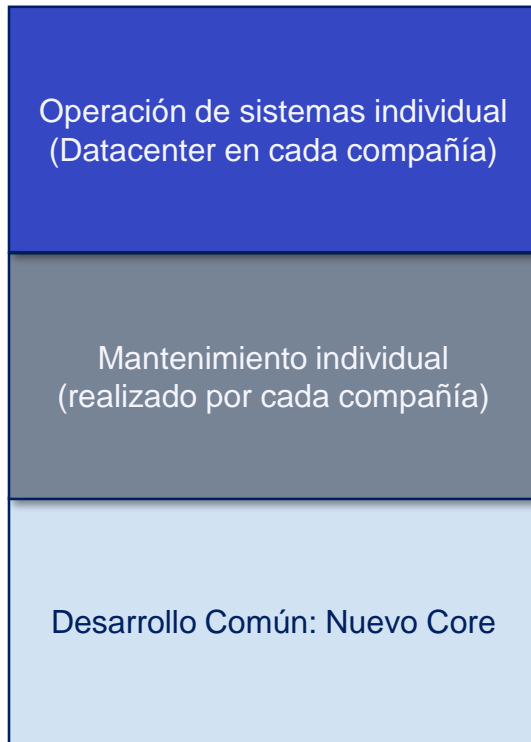 Operación de sistemas individual
(Datacenter en cada compañía)
Mantenimiento individual
(realizado por cada compañía)
Desarrollo Común: Nuevo Core